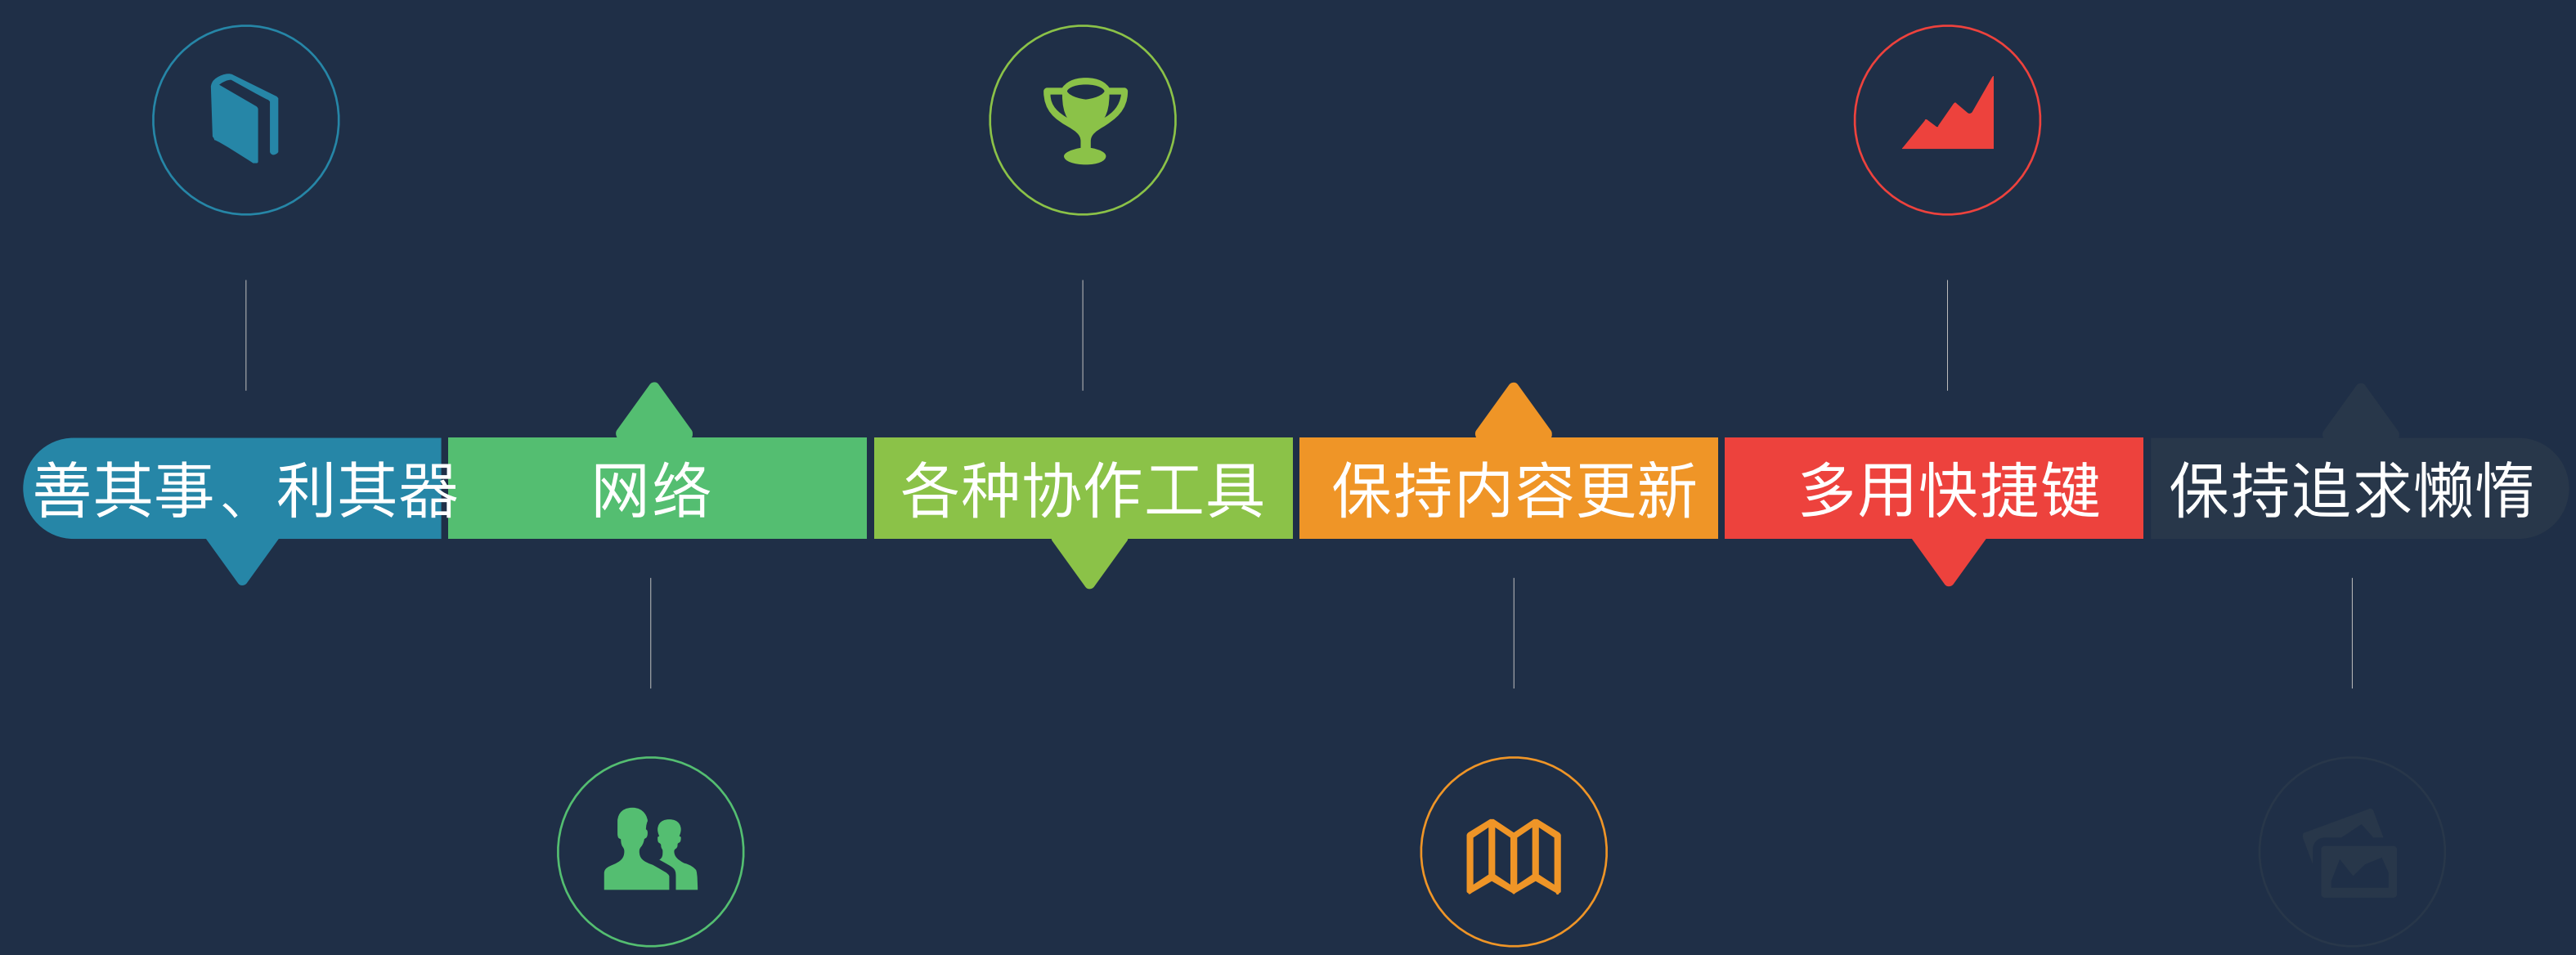 善其事、利其器
网络
各种协作工具
保持内容更新
多用快捷键
保持追求懒惰